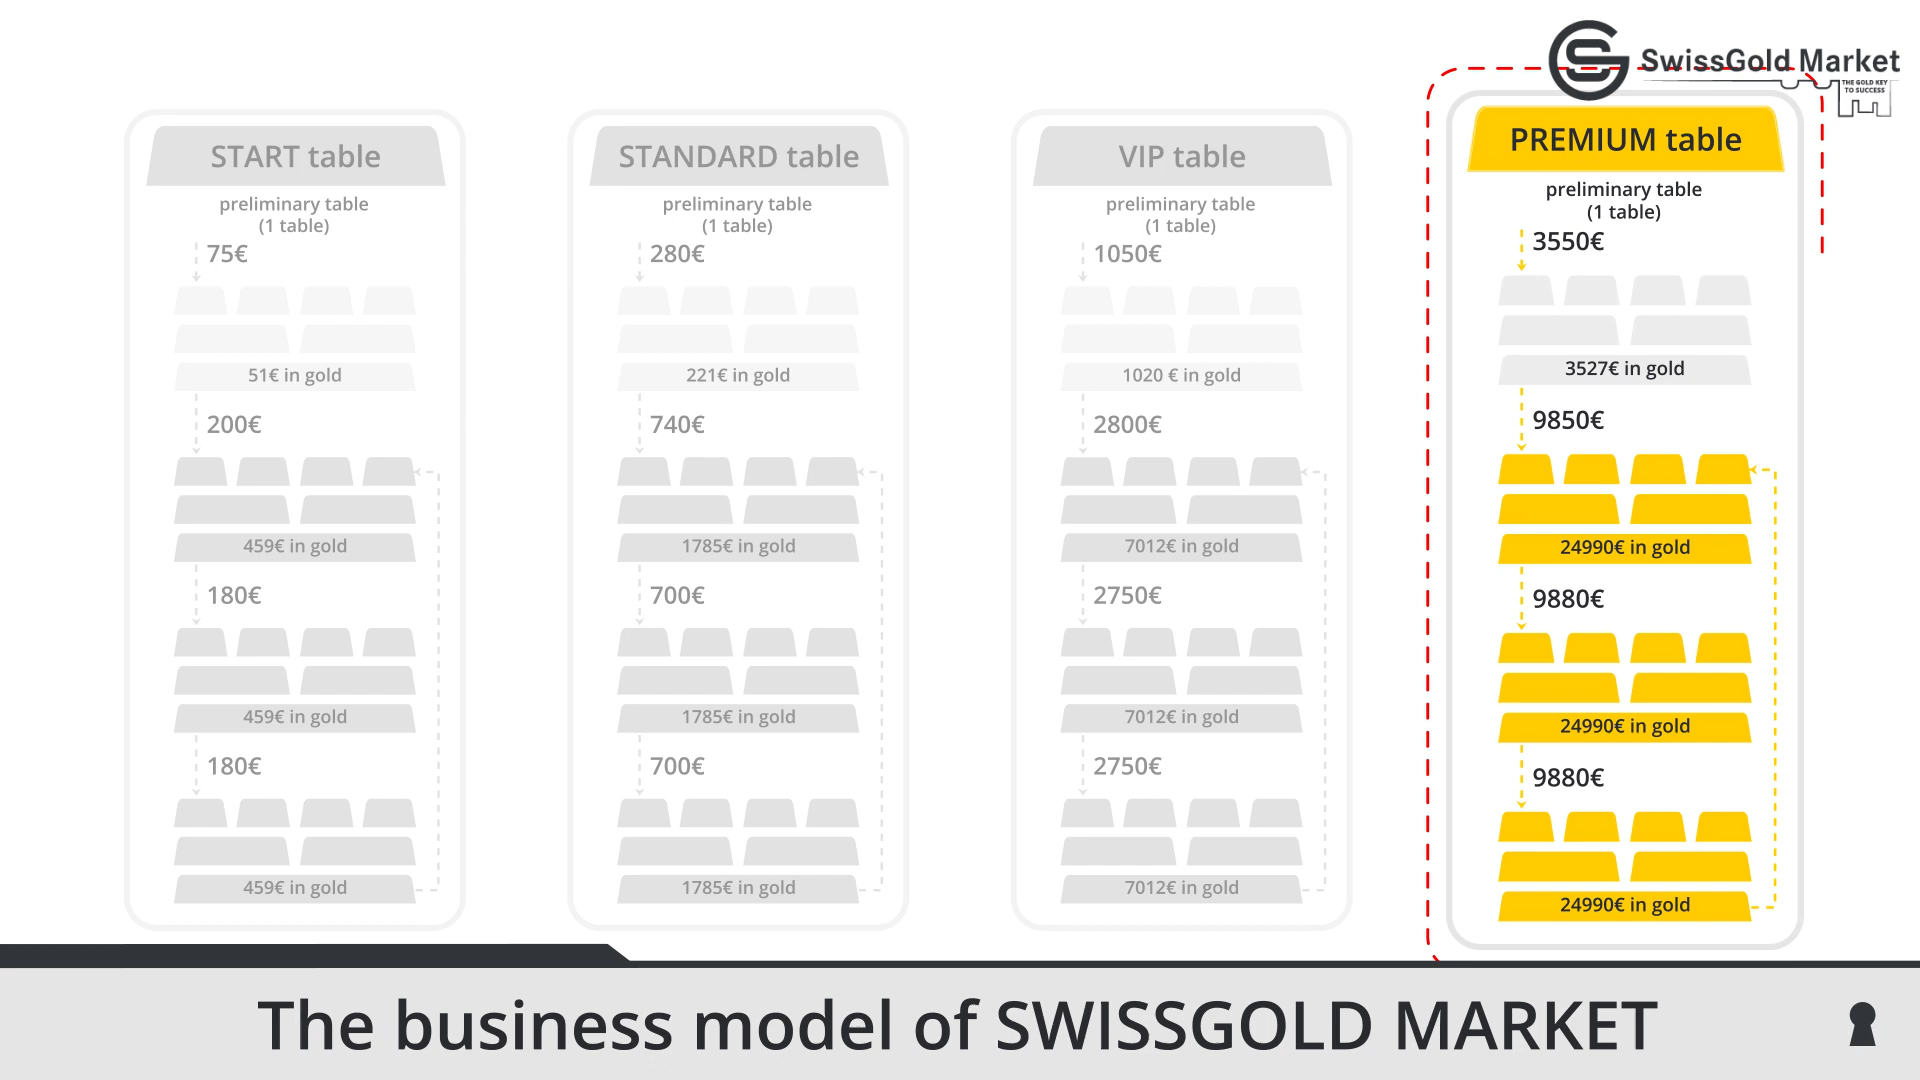 SwissGold Market
THE GOLD KEY
TO SUCCESS
START table
preliminary table
(1 table)
75€
51€ in gold
200€
459€ in gold
180€
459€ in gold
180€
459€ in gold
STANDARD table
preliminary table
(1 table)
280€
221€ in gold
740€
1785€ in gold
700€
1785€ in gold
700€
1785€ in gold
VIP table
preliminary table
(1 table)
1050€
1020 € in gold
2800€
7012€ in gold
2750€
7012€ in gold
2750€
7012€ in gold
PREMIUM table
preliminary table
(1 table)
3550€
3527€ in gold
9850€
24990€ in gold
9880€
24990€ in gold
9880€
24990€ in gold
The business model of SWISSGOLD MARKET